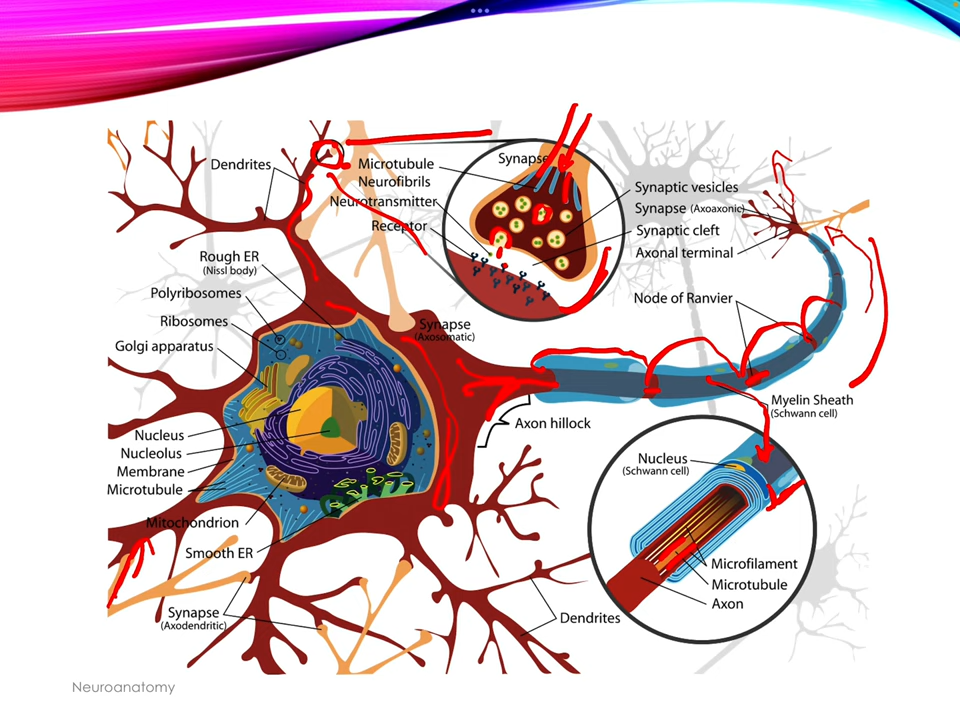 Dendrites
Microtubule
Neurofibrils
Neurotransmitter
Receptor
Synapse
Synaptic vesicles
Synapse (Axoaxonic)
Synaptic cleft
Axonal terminal
Rough ER
(Nissl body)
Polyribosomes
Ribosomes
Golgi apparatus
Synapse
(Axosomatic)
Node of Ranvier
Nucleus
Nucleolus
Membrane
Microtubule
Mitochondrion
Smooth ER
Axon hillock
Myelin Sheath
(Schwann cell)
Nucleus
(Schwann cell)
Microfilament
Microtubule
Axon
Synapse
(Axodendritic)
Dendrites
Neuroanatomy